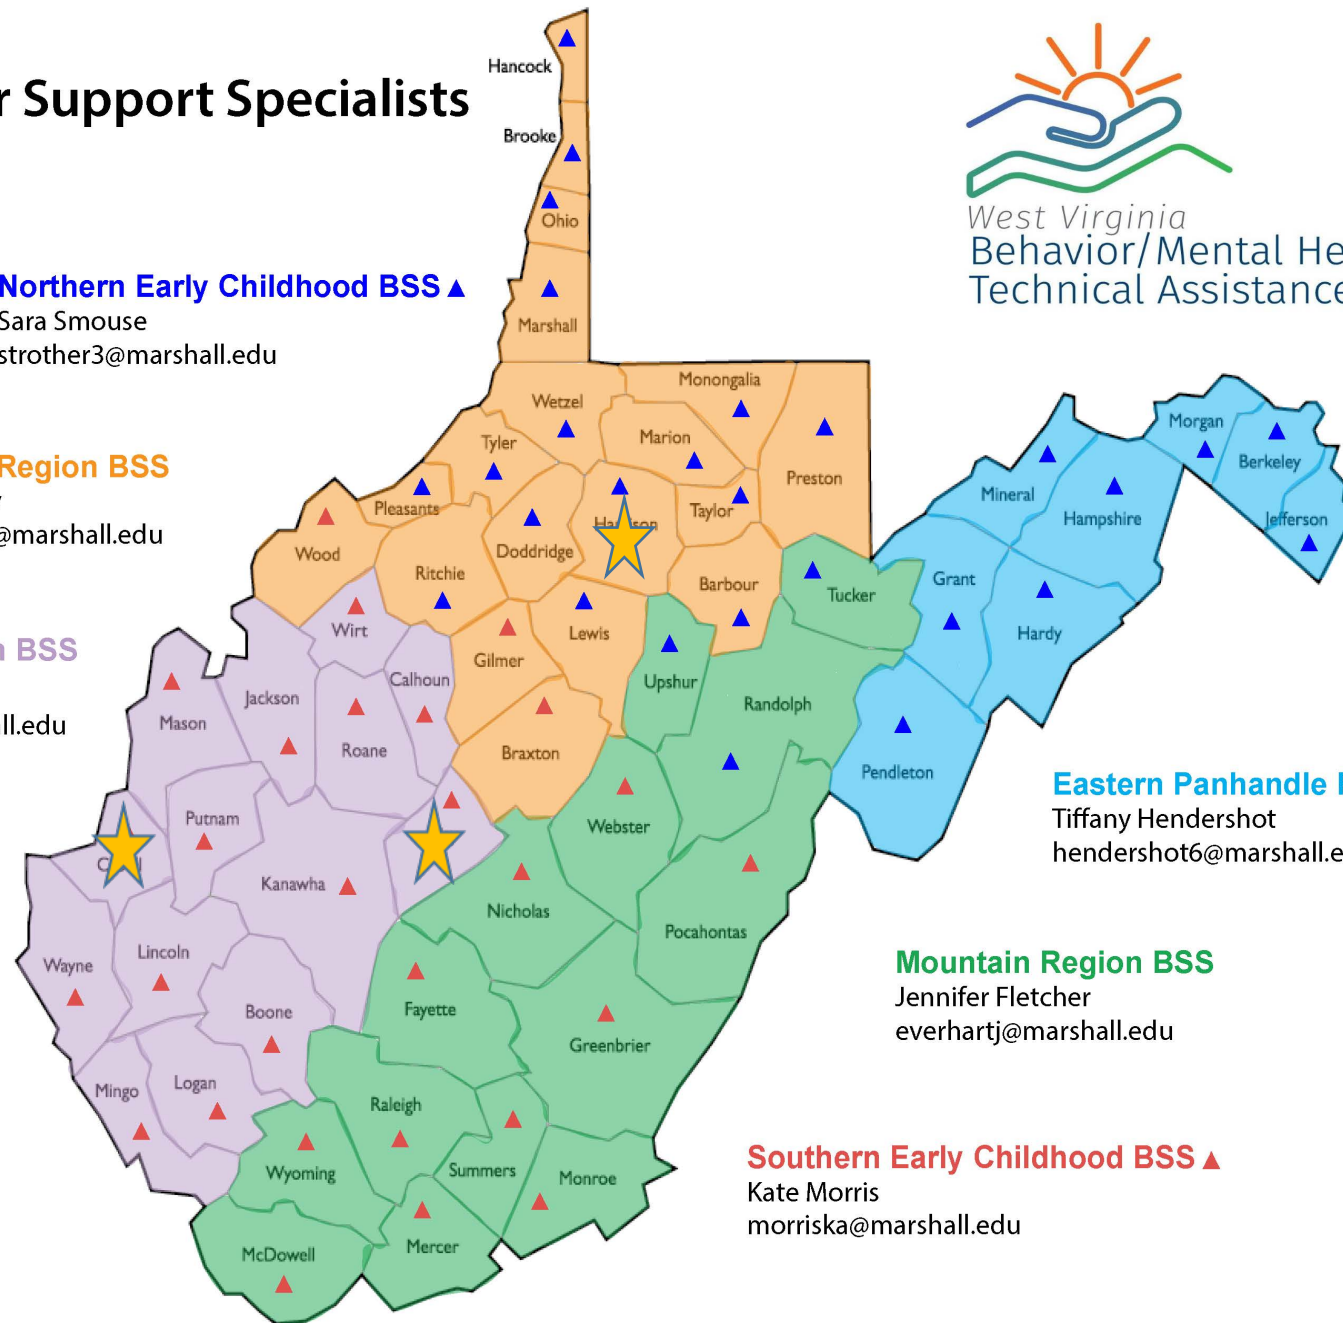 r Support Specialists
West Virginia
Behavior/Mental He
Technical Assistance
Northern Early Childhood BSS
Sara Smouse
strother3@marshall.edu
Region BSS
@marshall.edu
BSS
ll.edu
Hancock
Brooke
Ohio
Marshall
Wetzel
Monongalia
Tyler
Marion
Preston
Pleasants
Taylor
Wood
Doddridge
Ritchie
Barbour
Tucker
Wirt
Lewis
Gilmer
Calhoun
Upshur
Jackson
Mason
Roane
Randolph
Braxton
Putnam
Webster
Kanawha
Nicholas
Pocahontas
Lincoln
Wayne
Boone
Fayette
Greenbrier
Mingo
Logan
Raleigh
Wyoming
Summers
Monroe
McDowell
Mercer
Morgan
Berkeley
Mineral
Hampshire
Jefferson
Grant
Hardy
Pendleton
Eastern Panhandle
Tiffany Hendershot
hendershot6@marshall.e
Mountain Region BSS
Jennifer Fletcher
everhartj@marshall.edu
Southern Early Childhood BSS
Kate Morris
morriska@marshall.edu